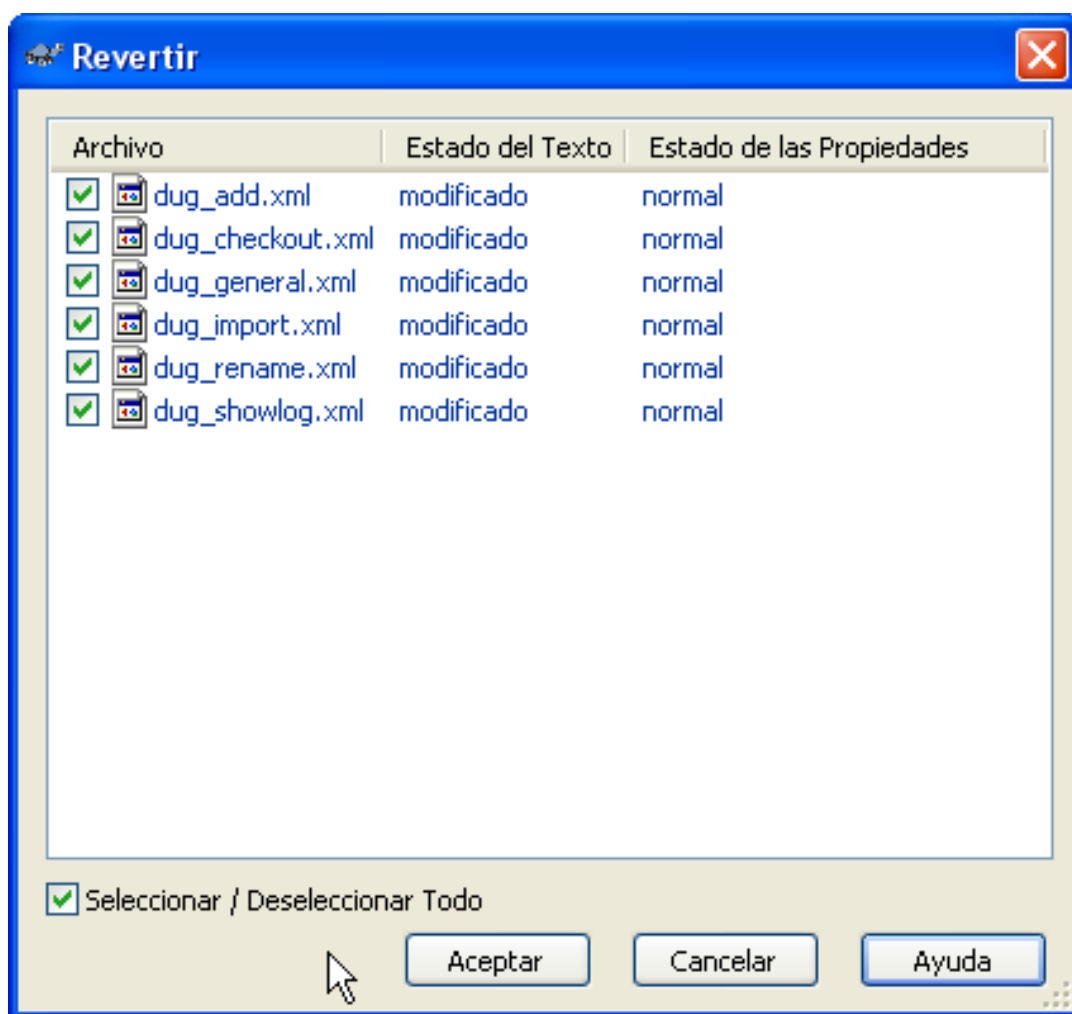 Revertir
Archivo Estado del Texto Estado de las Propiedades
dug_add.xml modificado normal
dug_checkout.xml modificado normal
dug_general.xml modificado normal
dug_import.xml modificado normal
dug_rename.xml modificado normal
dug_showlog.xml modificado normal
Seleccionar / Deseleccionar Todo
Aceptar Cancelar Ayuda